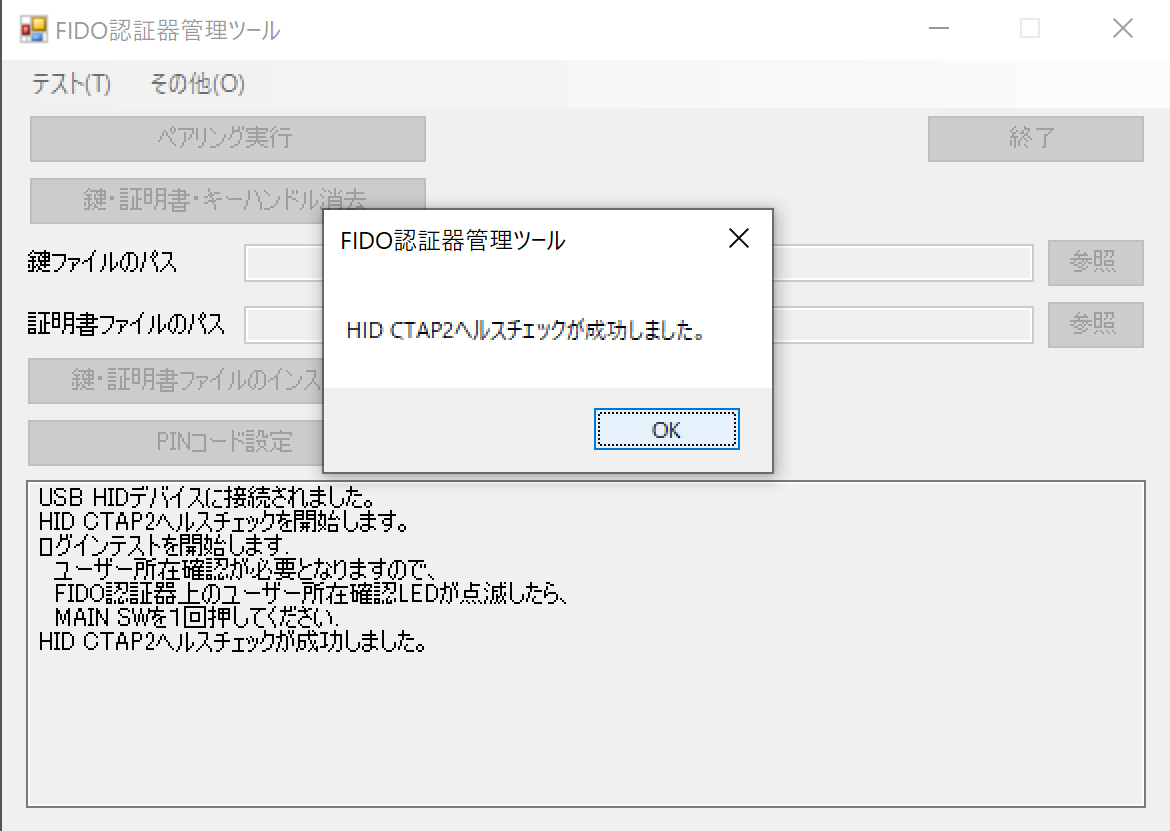 FIDO認証器管理ツール
テスト(T) その他(O)
ペアリング実行
終了
鍵・証明書・キーハンドル消去
鍵ファイルのパス
参照
証明書ファイルのパス
参照
鍵・証明書ファイルのインス
PINコード設定
FIDO認証器管理ツール
HID CTAP2ヘルスチェックが成功しました。
OK
USB HIDデバイスに接続されました。
HID CTAP2ヘルスチェックを開始します。
ログインテストを開始します.
ユーザー所在確認が必要となりますので、
FIDO認証器上のユーザー所在確認LEDが点滅したら、
MAIN SWを1回押してください.
HID CTAP2ヘルスチェックが成功しました。